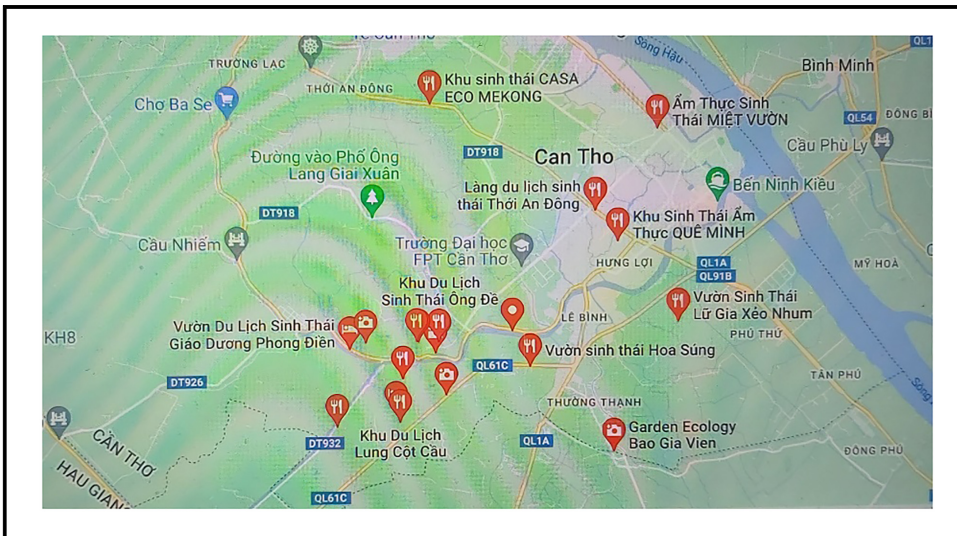 Sông Hậu
QL1
TRƯỜNG LẠC
Bình Minh
THỚI AN ĐÔNG
Khu sinh thái CASA
ECO MEKONG
Chợ Ba Se
Ẩm Thực Sinh
Thái MIỆT VƯỜN
QL54
ĐÔNG BÌ
Cầu Phù Ly
DT918
Can Tho
Đường vào Phố Ông
Lang Giai Xuân
Làng du lịch sinh
thái Thới An Đông
Bến Ninh Kiều
DT918
Khu Sinh Thái Ẩm
Thực QUÊ MÌNH
Cầu Nhiếm
Trường Đại học
FPT Cần Thơ
HƯNG LỢI
QL1A
QL91B
MỸ HOÀ
Khu Du Lịch
Sinh Thái Ông Đề
Vườn Sinh Thái
Lữ Gia Xẻo Nhum
LÊ BÌNH
PHÚ THỨ
Vườn Du Lịch Sinh Thái
Giáo Dương Phong Điền
KH8
Vườn sinh thái Hoa Súng
QL61C
TÂN PHÚ
DT926
THƯỜNG THẠNH
Sông
CẦN THƠ
HAU GIANG
DT932
Khu Du Lịch
Lung Cột Cầu
QL1A
Garden Ecology
Bao Gia Vien
ĐÔNG PHÚ
QL61C